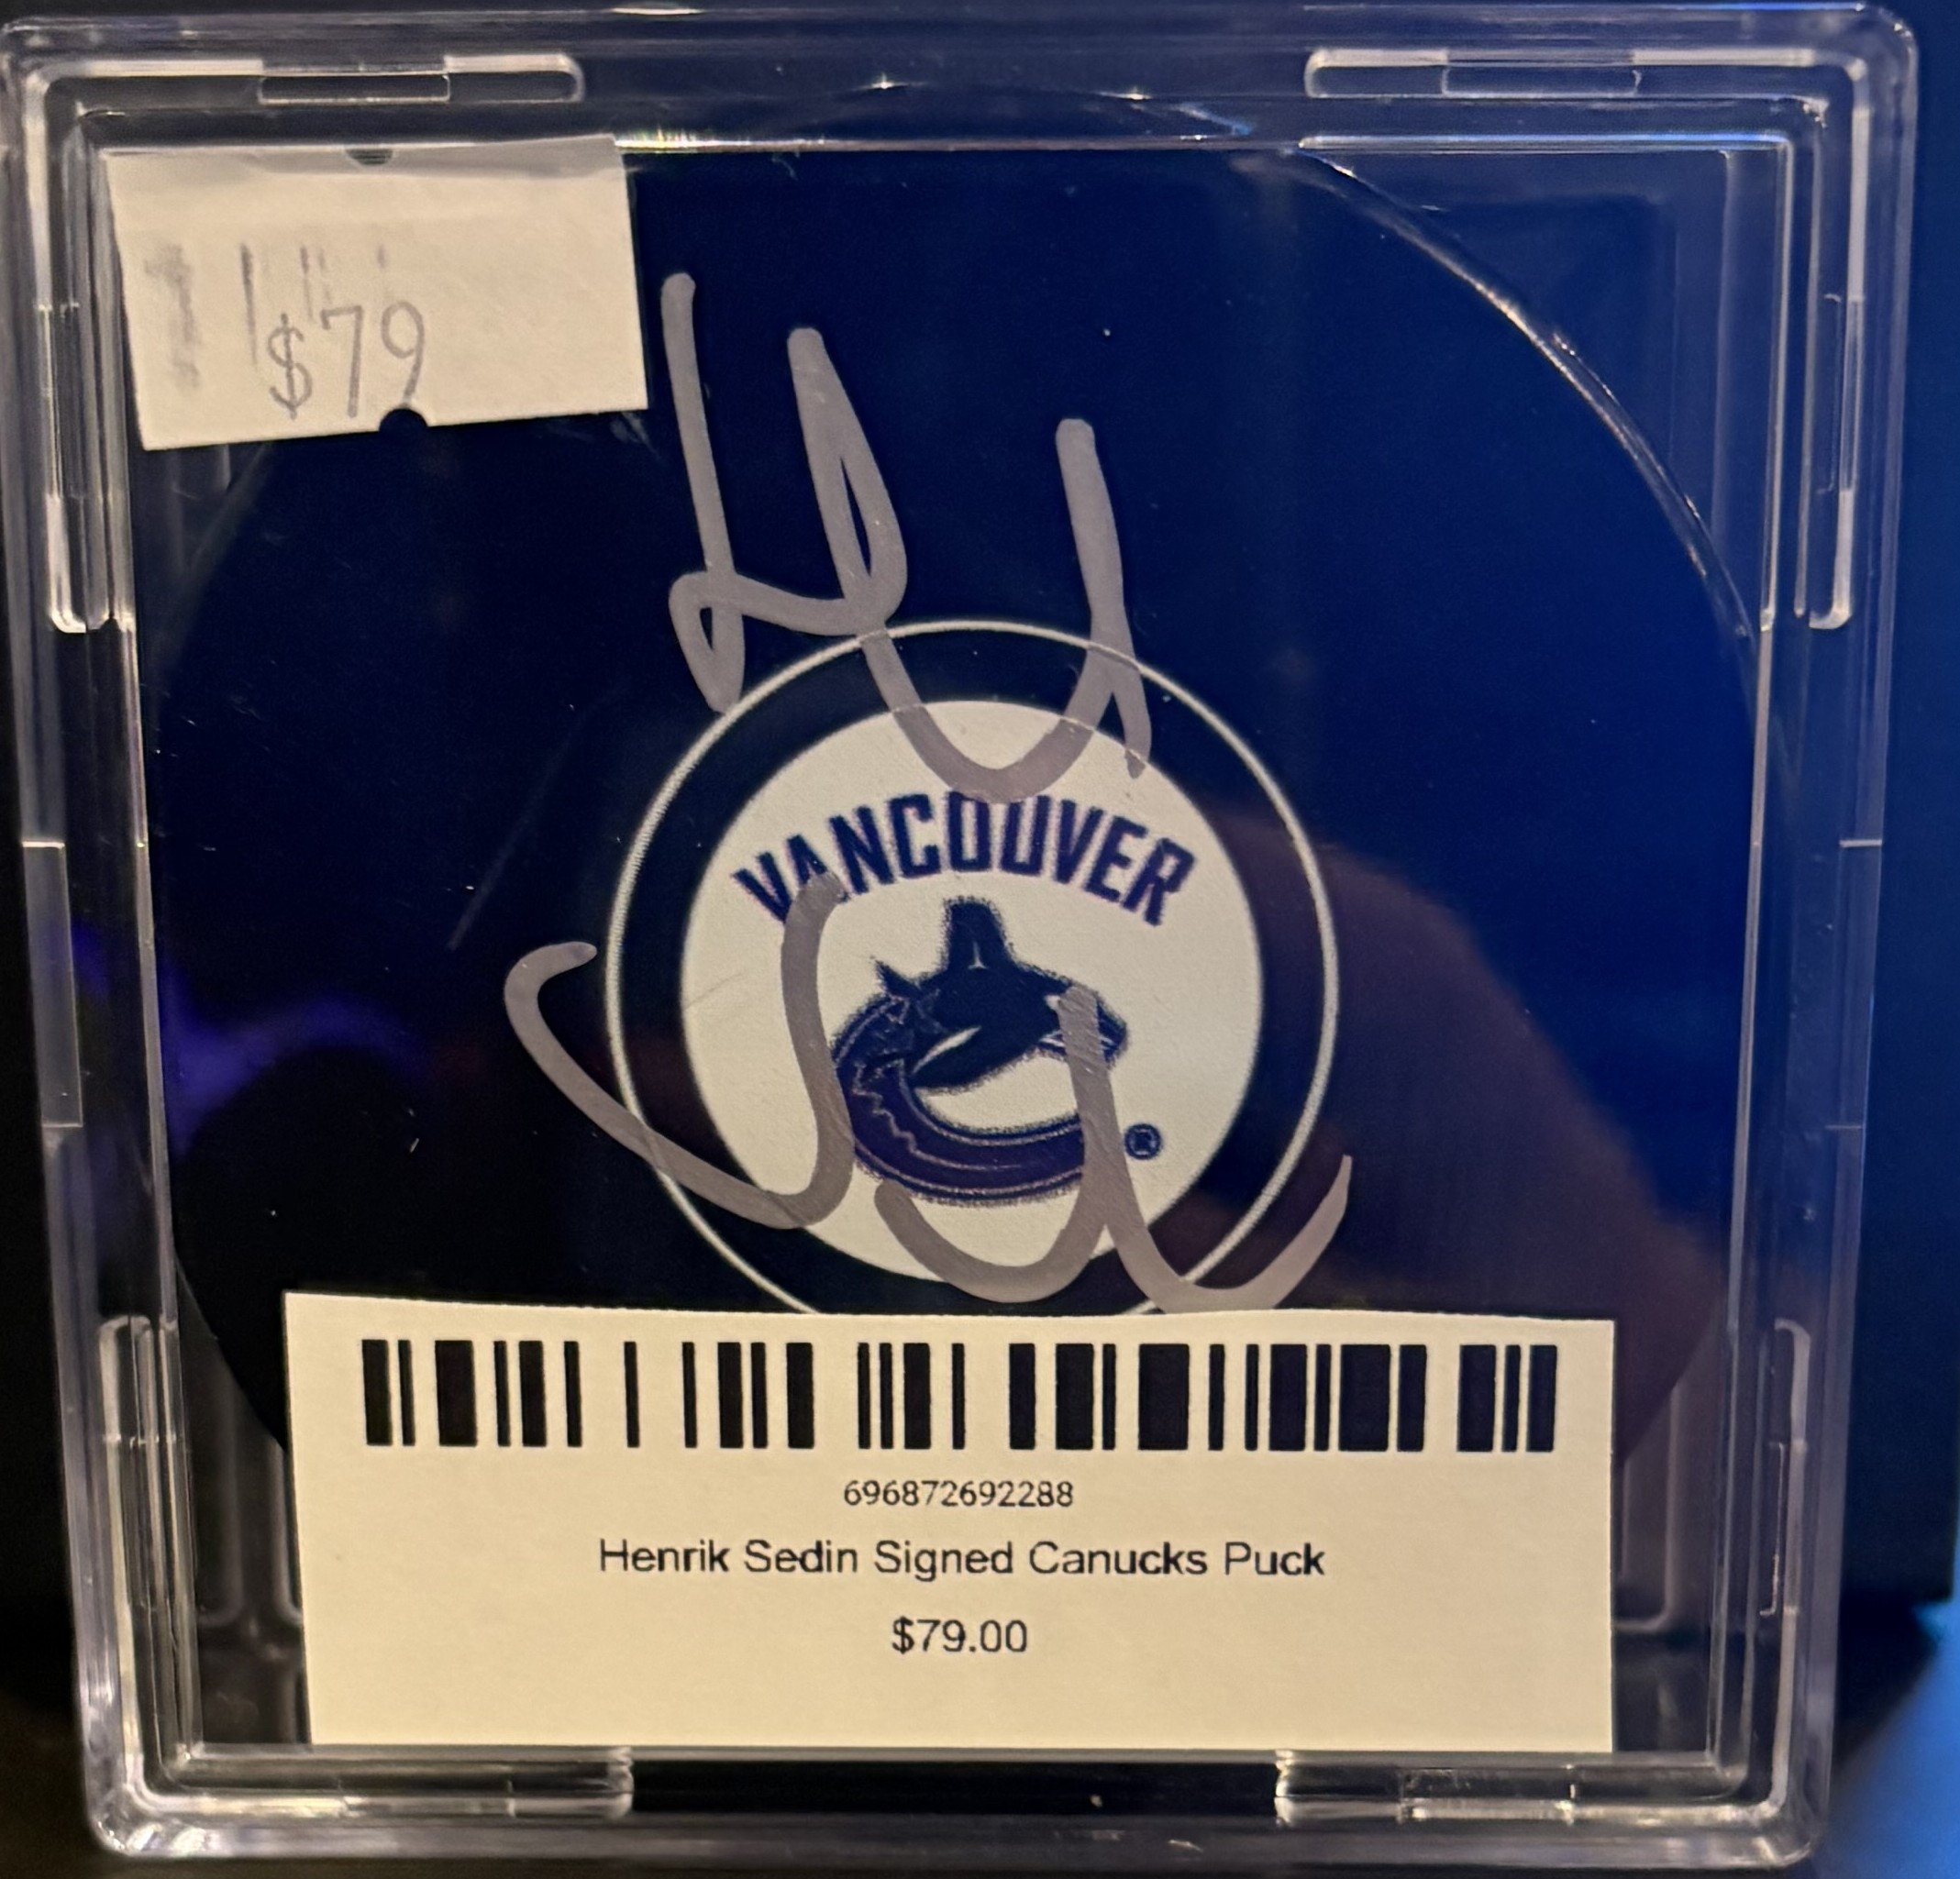 $79
VANCOUVER
®
696872692288
Henrik Sedin Signed Canucks Puck
$79.00